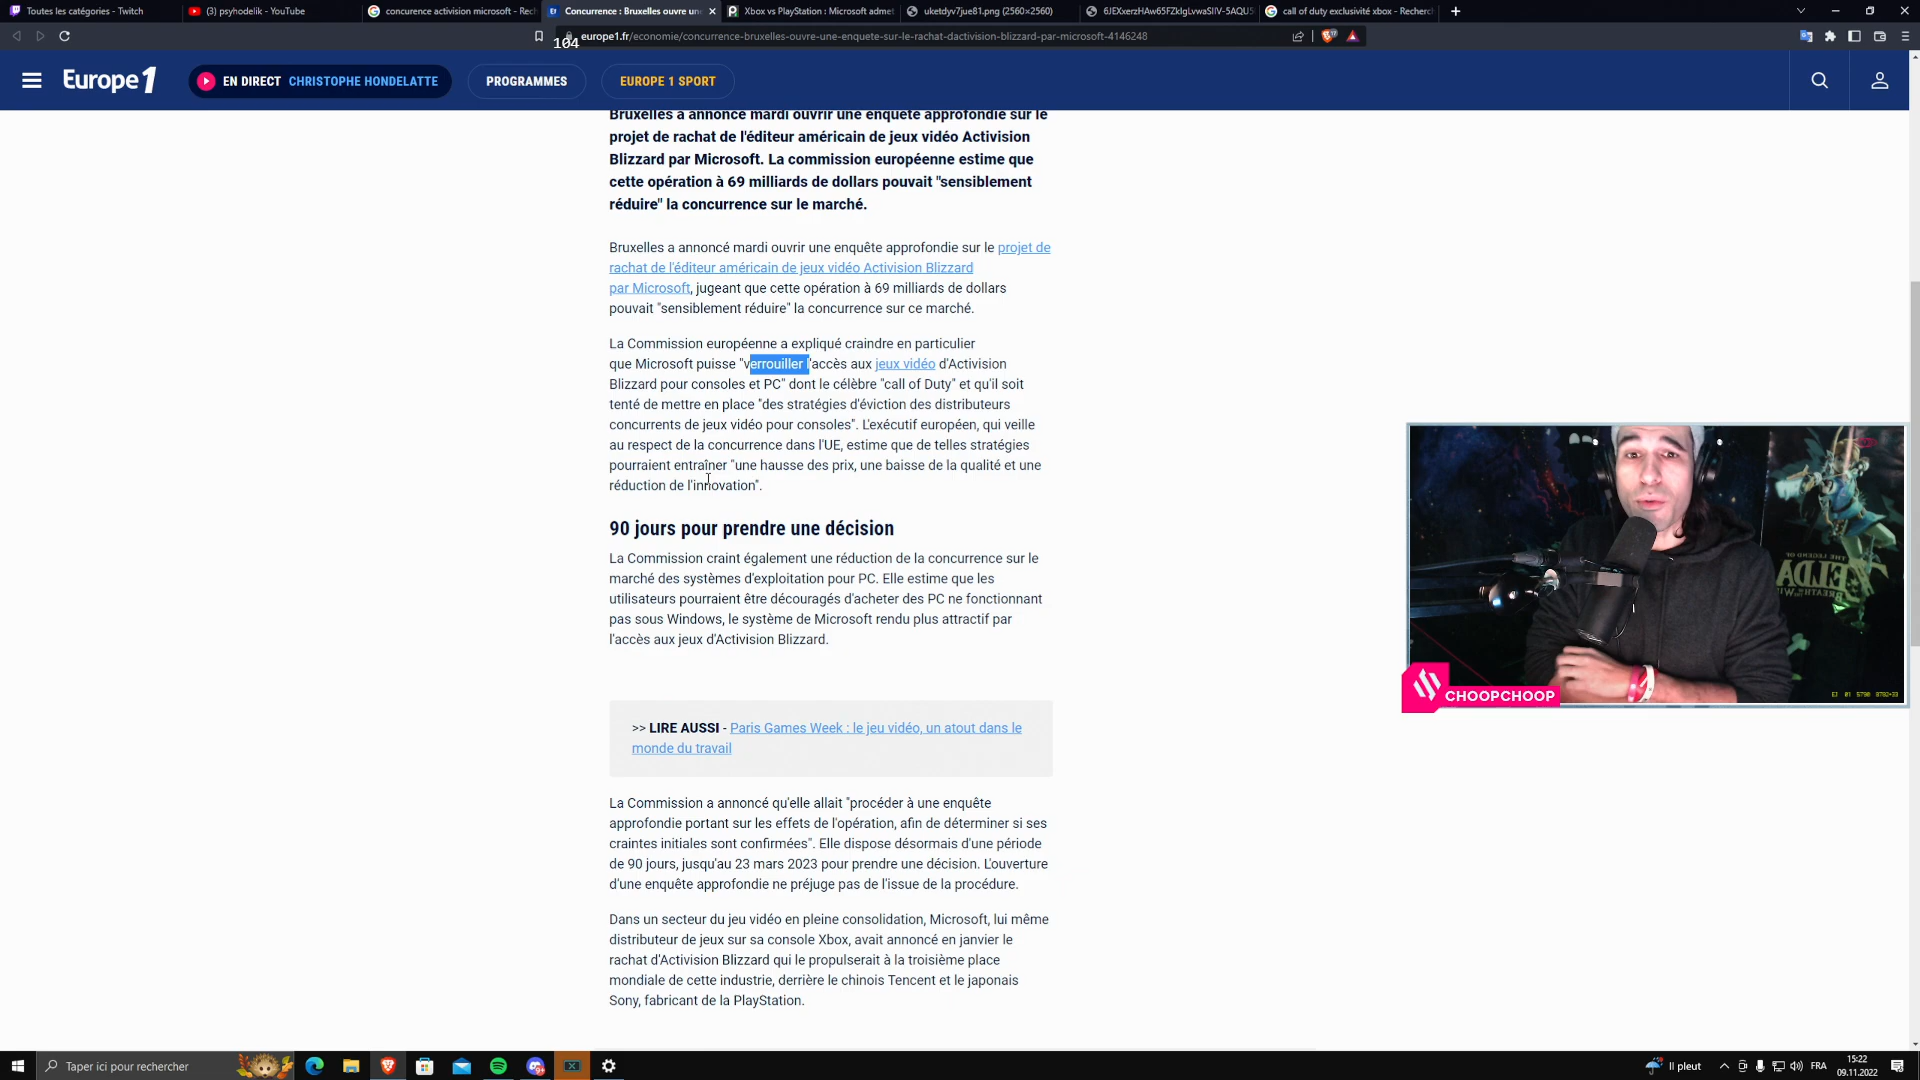 Toutes les catégories - Twitch
(3) psyhodelik - YouTube
concurence activision microsoft - Rec
Concurrence : Bruxelles ouvre un
Xbox vs PlayStation : Microsoft admet
uketdyv7jue81.png (2560×2560)
call of duty exclusivité xbox - Recherc
104
europe1.fr/economie/concurrence-bruxelles-ouvre-une-enquete-sur-le-rachat-dactivision-blizzard-par-microsoft-4146248
Europe 1
EN DIRECT CHRISTOPHE HONDELATTE
PROGRAMMES
EUROPE 1 SPORT
Bruxelles a annoncé mardi ouvrir une enquête approfondie sur le
projet de rachat de l'éditeur américain de jeux vidéo Activision
Blizzard par Microsoft. La commission européenne estime que
cette opération à 69 milliards de dollars pouvait "sensiblement
réduire" la concurrence sur le marché.
Bruxelles a annoncé mardi ouvrir une enquête approfondie sur le projet de
rachat de l'éditeur américain de jeux vidéo Activision Blizzard
par Microsoft, jugeant que cette opération à 69 milliards de dollars
pouvait "sensiblement réduire" la concurrence sur ce marché.
La Commission européenne a expliqué craindre en particulier
que Microsoft puisse "verrouiller l'accès aux jeux vidéo d'Activision
Blizzard pour consoles et PC" dont le célèbre "call of Duty" et qu'il soit
tenté de mettre en place "des stratégies d'éviction des distributeurs
concurrents de jeux vidéo pour consoles". L'exécutif européen, qui veille
au respect de la concurrence dans l'UE, estime que de telles stratégies
pourraient entraîner "une hausse des prix, une baisse de la qualité et une
réduction de l'innovation".
90 jours pour prendre une décision
La Commission craint également une réduction de la concurrence sur le
marché des systèmes d'exploitation pour PC. Elle estime que les
utilisateurs pourraient être découragés d'acheter des PC ne fonctionnant
pas sous Windows, le système de Microsoft rendu plus attractif par
l'accès aux jeux d'Activision Blizzard.
>> LIRE AUSSI - Paris Games Week : le jeu vidéo, un atout dans le
monde du travail
La Commission a annoncé qu'elle allait "procéder à une enquête
approfondie portant sur les effets de l'opération, afin de déterminer si ses
craintes initiales sont confirmées". Elle dispose désormais d'une période
de 90 jours, jusqu'au 23 mars 2023 pour prendre une décision. L'ouverture
d'une enquête approfondie ne préjuge pas de l'issue de la procédure.
Dans un secteur du jeu vidéo en pleine consolidation, Microsoft, lui même
distributeur de jeux sur sa console Xbox, avait annoncé en janvier le
rachat d'Activision Blizzard qui le propulserait à la troisième place
mondiale de cette industrie, derrière le chinois Tencent et le japonais
Sony, fabricant de la PlayStation.
THE LEGEND OF
ZELDA
CHOOPCHOOP
Taper ici pour rechercher
Il pleut
FRA
15:22
09.11.2022